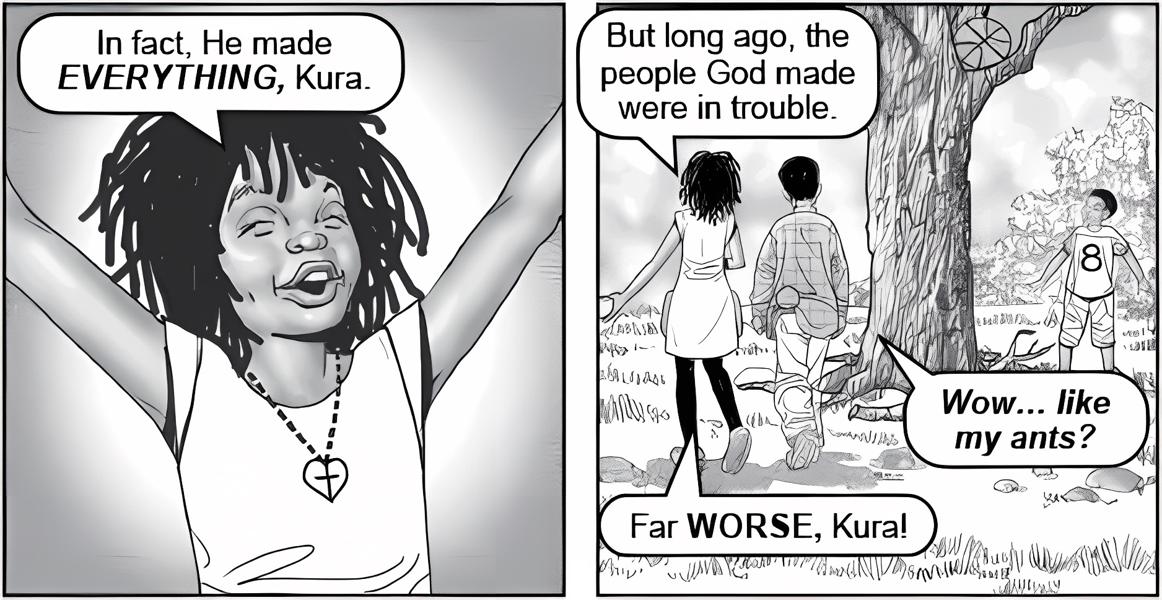 In fact, He made
EVERYTHING, Kura.
But long ago, the
people God made
were in trouble.
8
Wow... like
my ants?
Far WORSE, Kura!